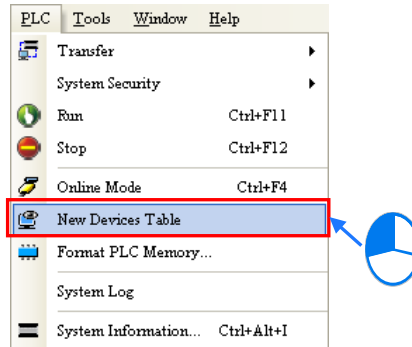 PLC Tools Window Help
Transfer
System Security
Run Ctrl+F11
Stop Ctrl+F12
Online Mode Ctrl+F4
New Devices Table
Format PLC Memory...
System Log
System Information... Ctrl+Alt+I